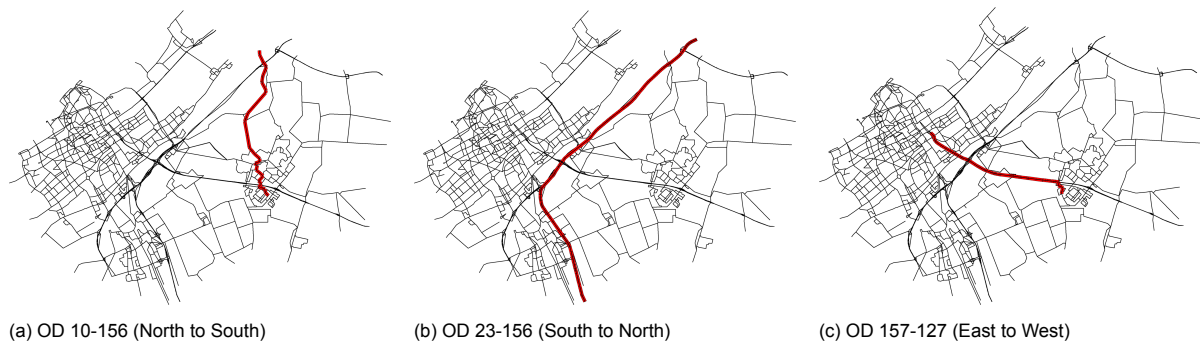 (a) OD 10-156 (North to South)
(b) OD 23-156 (South to North)
(c) OD 157-127 (East to West)